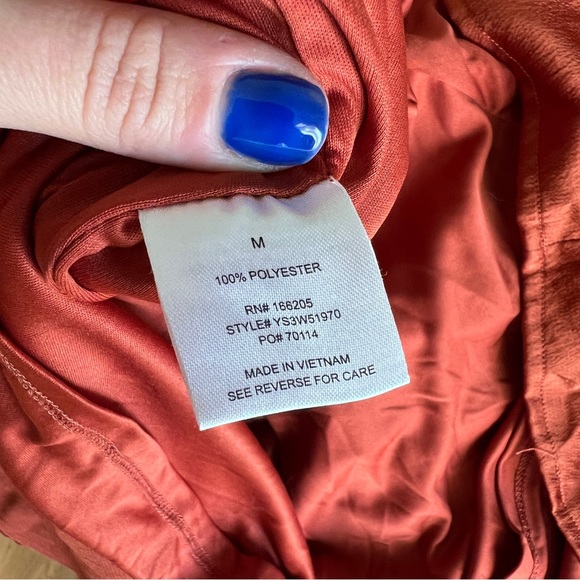 M
100% POLYESTER
RN# 166205
STYLE# YS3W51970
PO# 70114
MADE IN VIETNAM
SEE REVERSE FOR CARE